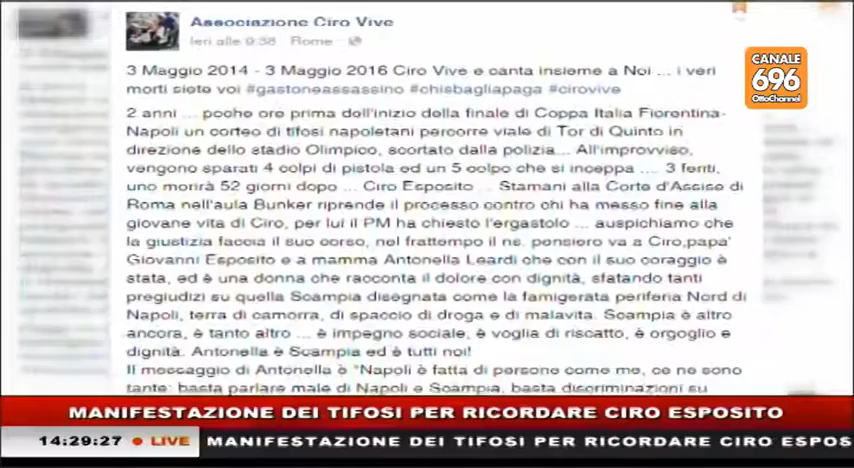 Associazione Ciro Vive
Ieri alle 9:38 · Rome ·
CANALE
696
OttoChannel
3 Maggio 2014 - 3 Maggio 2016 Ciro Vive e canta insieme a Noi ... i veri
morti siete voi #gastoneassassino #chisbagliapaga #cirovive
2 anni ... poche ore prima dell'inizio della finale di Coppa Italia Fiorentina-
Napoli un corteo di tifosi napoletani percorre viale di Tor di Quinto in
direzione dello stadio Olimpico, scortato dalla polizia... All'improvviso,
vengono sparati 4 colpi di pistola ed un 5 colpo che si inceppa ... 3 feriti,
uno morirà 52 giorni dopo ... Ciro Esposito ... Stamani alla Corte d'Assise di
Roma nell'aula Bunker riprende il processo contro chi ha messo fine alla
giovane vita di Ciro, per lui il PM ha chiesto l'ergastolo ... auspichiamo che
la giustizia faccia il suo corso, nel frattempo il ns. pensiero va a Ciro,papa'
Giovanni Esposito e a mamma Antonella Leardi che con il suo coraggio è
stata, ed è una donna che racconta il dolore con dignità, sfatando tanti
pregiudizi su quella Scampia disegnata come la famigerata periferia Nord di
Napoli, terra di camorra, di spaccio di droga e di malavita. Scampia è altro
ancora, è tanto altro ... è impegno sociale, è voglia di riscatto, è orgoglio e
dignità. Antonella è Scampia ed è tutti noi!
Il messaggio di Antonella è "Napoli è fatta di persone come me, ce ne sono
tante: basta parlare male di Napoli e Scampia, basta discriminazioni su
MANIFESTAZIONE DEI TIFOSI PER RICORDARE CIRO ESPOSITO
14:29:27 ● LIVE MANIFESTAZIONE DEI TIFOSI PER RICORDARE CIRO ESPOS